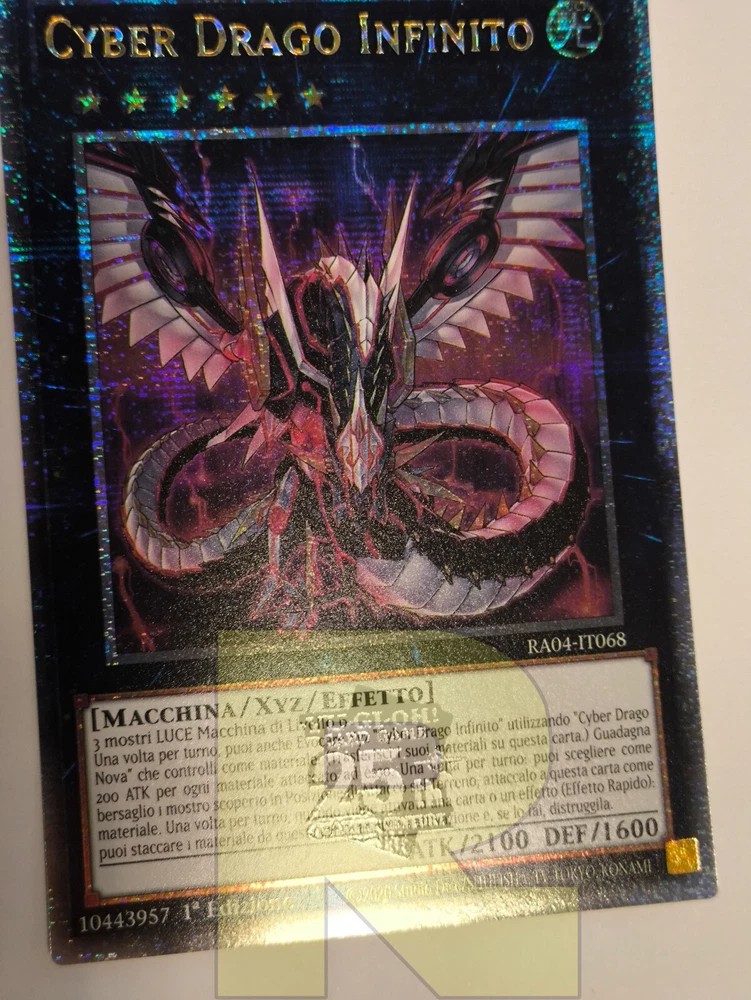 CYBER DRAGO INFINITO
光
RA04-IT068
[MACCHINA/XYZ/EFFETTO]
3 mostri LUCE Macchina di Livello 6
Una volta per turno, puoi anche Evocare "Cyber Drago Infinito" utilizzando "Cyber Drago
Nova" che controlli come materiale suoi materiali su questa carta.) Guadagna
200 ATK per ogni materiale Una volta per turno: puoi scegliere come
bersaglio 1 mostro scoperto in attaccalo a questa carta come
materiale. Una volta per turno, carta o un effetto (Effetto Rapido):
puoi staccare 1 materiale da e, se lo fai, distruggila.
ATK/2100 DEF/1600
10443957 1ª Edizione
25
TOKYO KONAMI
R